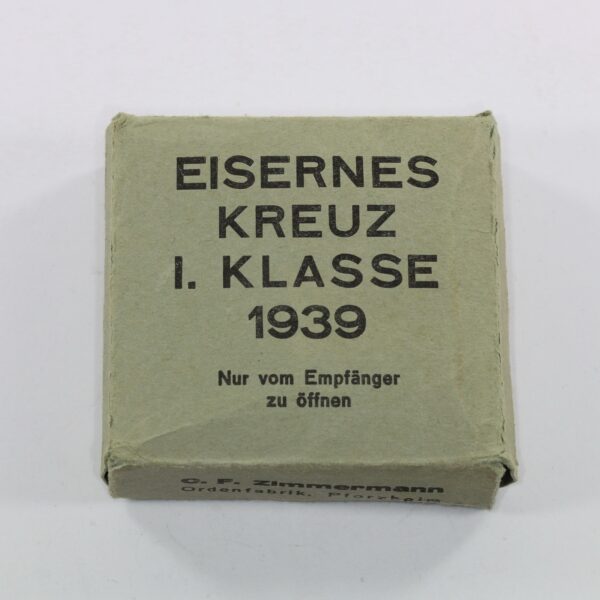 EISERNES
KREUZ
I. KLASSE
1939
Nur vom Empfänger
zu öffnen
C. F. Zimmermann
Ordenfabrik, Pforzheim